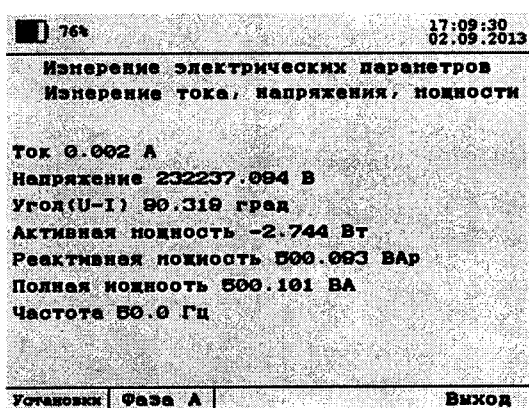 76%
17:09:30
02.09.2013
Измерение электрических параметров
Измерение тока, напряжения, мощности
Ток 0.002 А
Напряжение 232237.094 В
Угол(U-I) 90.319 град
Активная мощность -2.744 Вт
Реактивная мощность 500.093 ВАр
Полная мощность 500.101 ВА
Частота 50.0 Гц
Установки Фаза А Выход